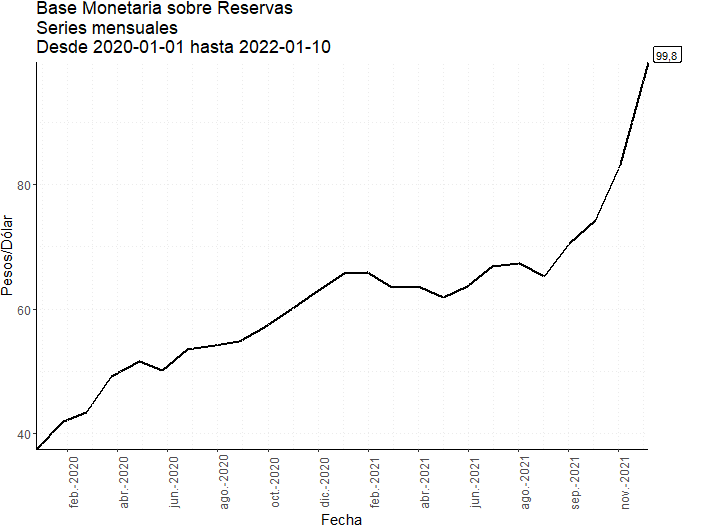 Base Monetaria sobre Reservas
Series mensuales
Desde 2020-01-01 hasta 2022-01-10
99,8
Pesos/Dólar
80
60
40
feb.-2020
abr.-2020
jun.-2020
ago.-2020
oct.-2020
dic.-2020
feb.-2021
abr.-2021
jun.-2021
ago.-2021
sep.-2021
nov.-2021
Fecha